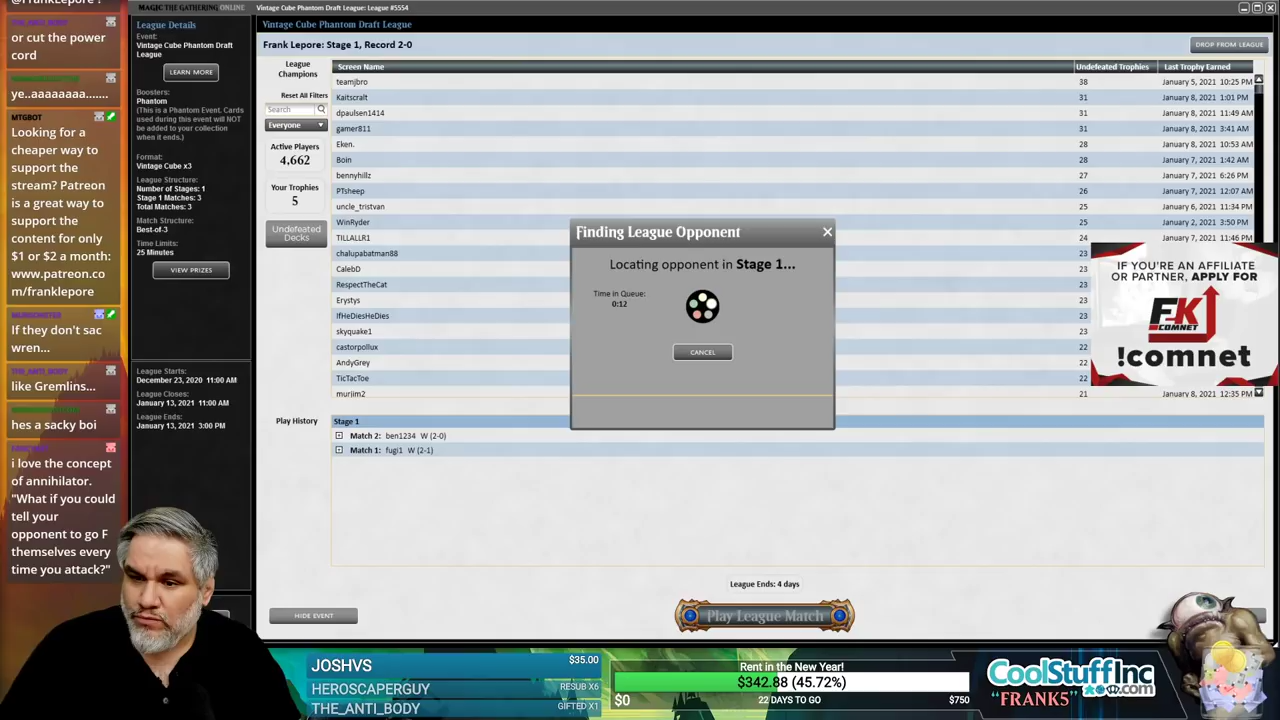 @FrankLepore !
or cut the power
cord
ye..aaaaaaa.......
MTGBOT
Looking for a
cheaper way to
support the
stream? Patreon
is a great way to
support the
content for only
$1 or $2 a month:
www.patreon.co
m/franklepore
If they don't sac
wren...
THE_ANTI_BODY
like Gremlins...
hes a sacky boi
i love the concept
of annihilator.
"What if you could
tell your
opponent to go F
themselves every
time you attack?"
MAGIC THE GATHERING ONLINE
Vintage Cube Phantom Draft League: League #5554
League Details
Event:
Vintage Cube Phantom Draft
League
LEARN MORE
Boosters:
Phantom
(This is a Phantom Event. Cards
used during this event will NOT
be added to your collection
when it ends.)
Format:
Vintage Cube x3
League Structure:
Number of Stages: 1
Stage 1 Matches: 3
Total Matches: 3
Match Structure:
Best-of-3
Time Limits:
25 Minutes
VIEW PRIZES
League Starts:
December 23, 2020 11:00 AM
League Closes:
January 13, 2021 11:00 AM
League Ends:
January 13, 2021 3:00 PM
Vintage Cube Phantom Draft League
Frank Lepore: Stage 1, Record 2-0
DROP FROM LEAGUE
League
Champions
Reset All Filters
Search
Everyone
Active Players
4,662
Your Trophies
5
Undefeated
Decks
Screen Name Undefeated Trophies Last Trophy Earned
teamjbro 38 January 5, 2021 10:25 PM
Kaitscralt 31 January 8, 2021 1:01 PM
dpaulsen1414 31 January 8, 2021 11:49 AM
gamer811 31 January 8, 2021 3:41 AM
Eken. 28 January 8, 2021 10:53 AM
Boin 28 January 7, 2021 1:42 AM
bennyhillz 27 January 7, 2021 6:26 PM
PTsheep 26 January 7, 2021 12:07 AM
uncle_tristvan 25 January 6, 2021 11:34 PM
WinRyder 25 January 2, 2021 3:50 PM
TILLALLR1 24 January 7, 2021 11:46 PM
chalupabatman88 23
CalebD 23
RespectTheCat 23
Erystys 23
IfHeDiesHeDies 23
skyquake1 23
castorpollux 22
AndyGrey 22
TicTacToe 22
murjim2 21 January 8, 2021 12:35 PM
Finding League Opponent
Locating opponent in Stage 1...
Time in Queue:
0:12
CANCEL
IF YOU'RE AN AFFILIATE
OR PARTNER, APPLY FOR
COMNET
!comnet
Play History
Stage 1
Match 2: ben1234 W (2-0)
Match 1: fugi1 W (2-1)
League Ends: 4 days
HIDE EVENT
Play League Match
JOSHVS $35.00
HEROSCAPERGUY RESUB X6
THE_ANTI_BODY GIFTED X1
Rent in the New Year!
$342.88 (45.72%)
$0 22 DAYS TO GO $750
CoolStuffInc
.com
"FRANK5"